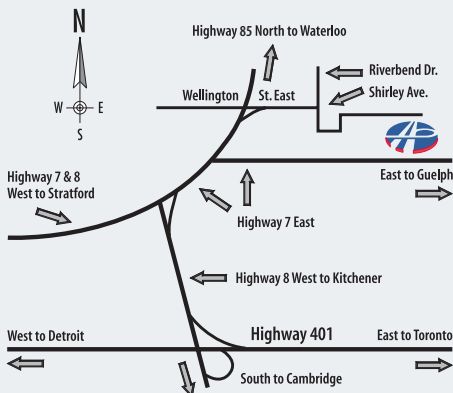 N
W E
S
Highway 85 North to Waterloo
Riverbend Dr.
Wellington St. East
Shirley Ave.
Highway 7 & 8
West to Stratford
East to Guelph
Highway 7 East
Highway 8 West to Kitchener
West to Detroit
Highway 401
East to Toronto
South to Cambridge